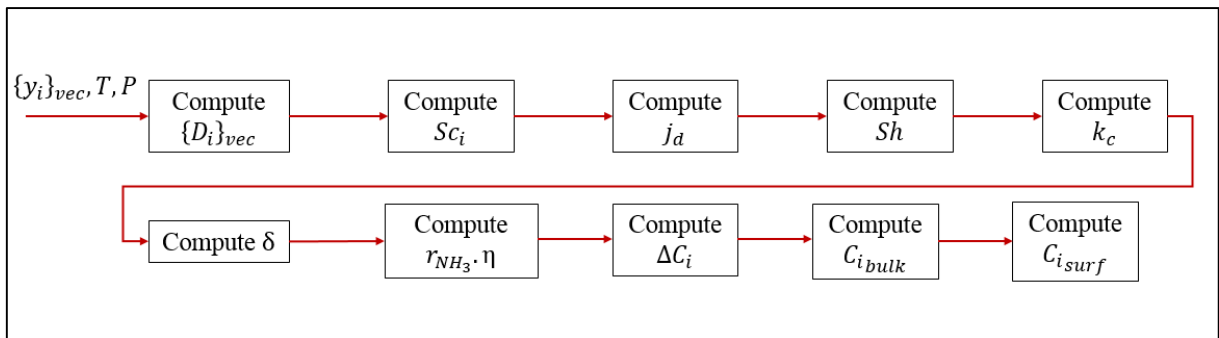 {y_i}_vec, T, P
Compute
{D_i}_vec
Compute
Sc_i
Compute
j_d
Compute
Sh
Compute
k_c
Compute δ
Compute
r_NH_3.η
Compute
ΔC_i
Compute
C_i_bulk
Compute
C_i_surf